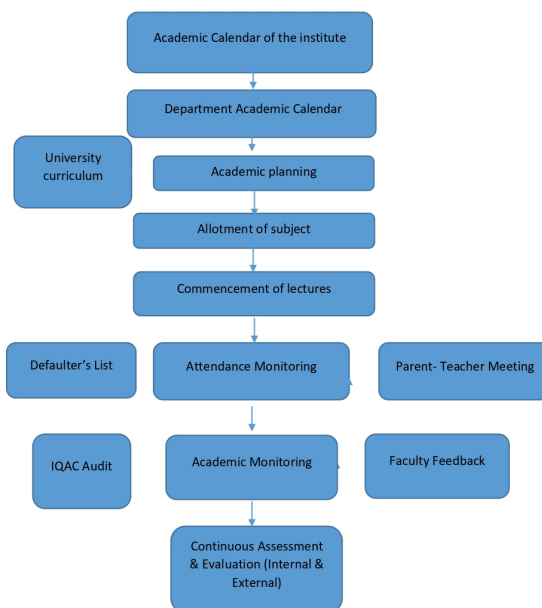 Academic Calendar of the institute
Department Academic Calendar
University
curriculum
Academic planning
Allotment of subject
Commencement of lectures
Defaulter’s List
Attendance Monitoring
Parent- Teacher Meeting
IQAC Audit
Academic Monitoring
Faculty Feedback
Continuous Assessment
& Evaluation (Internal &
External)